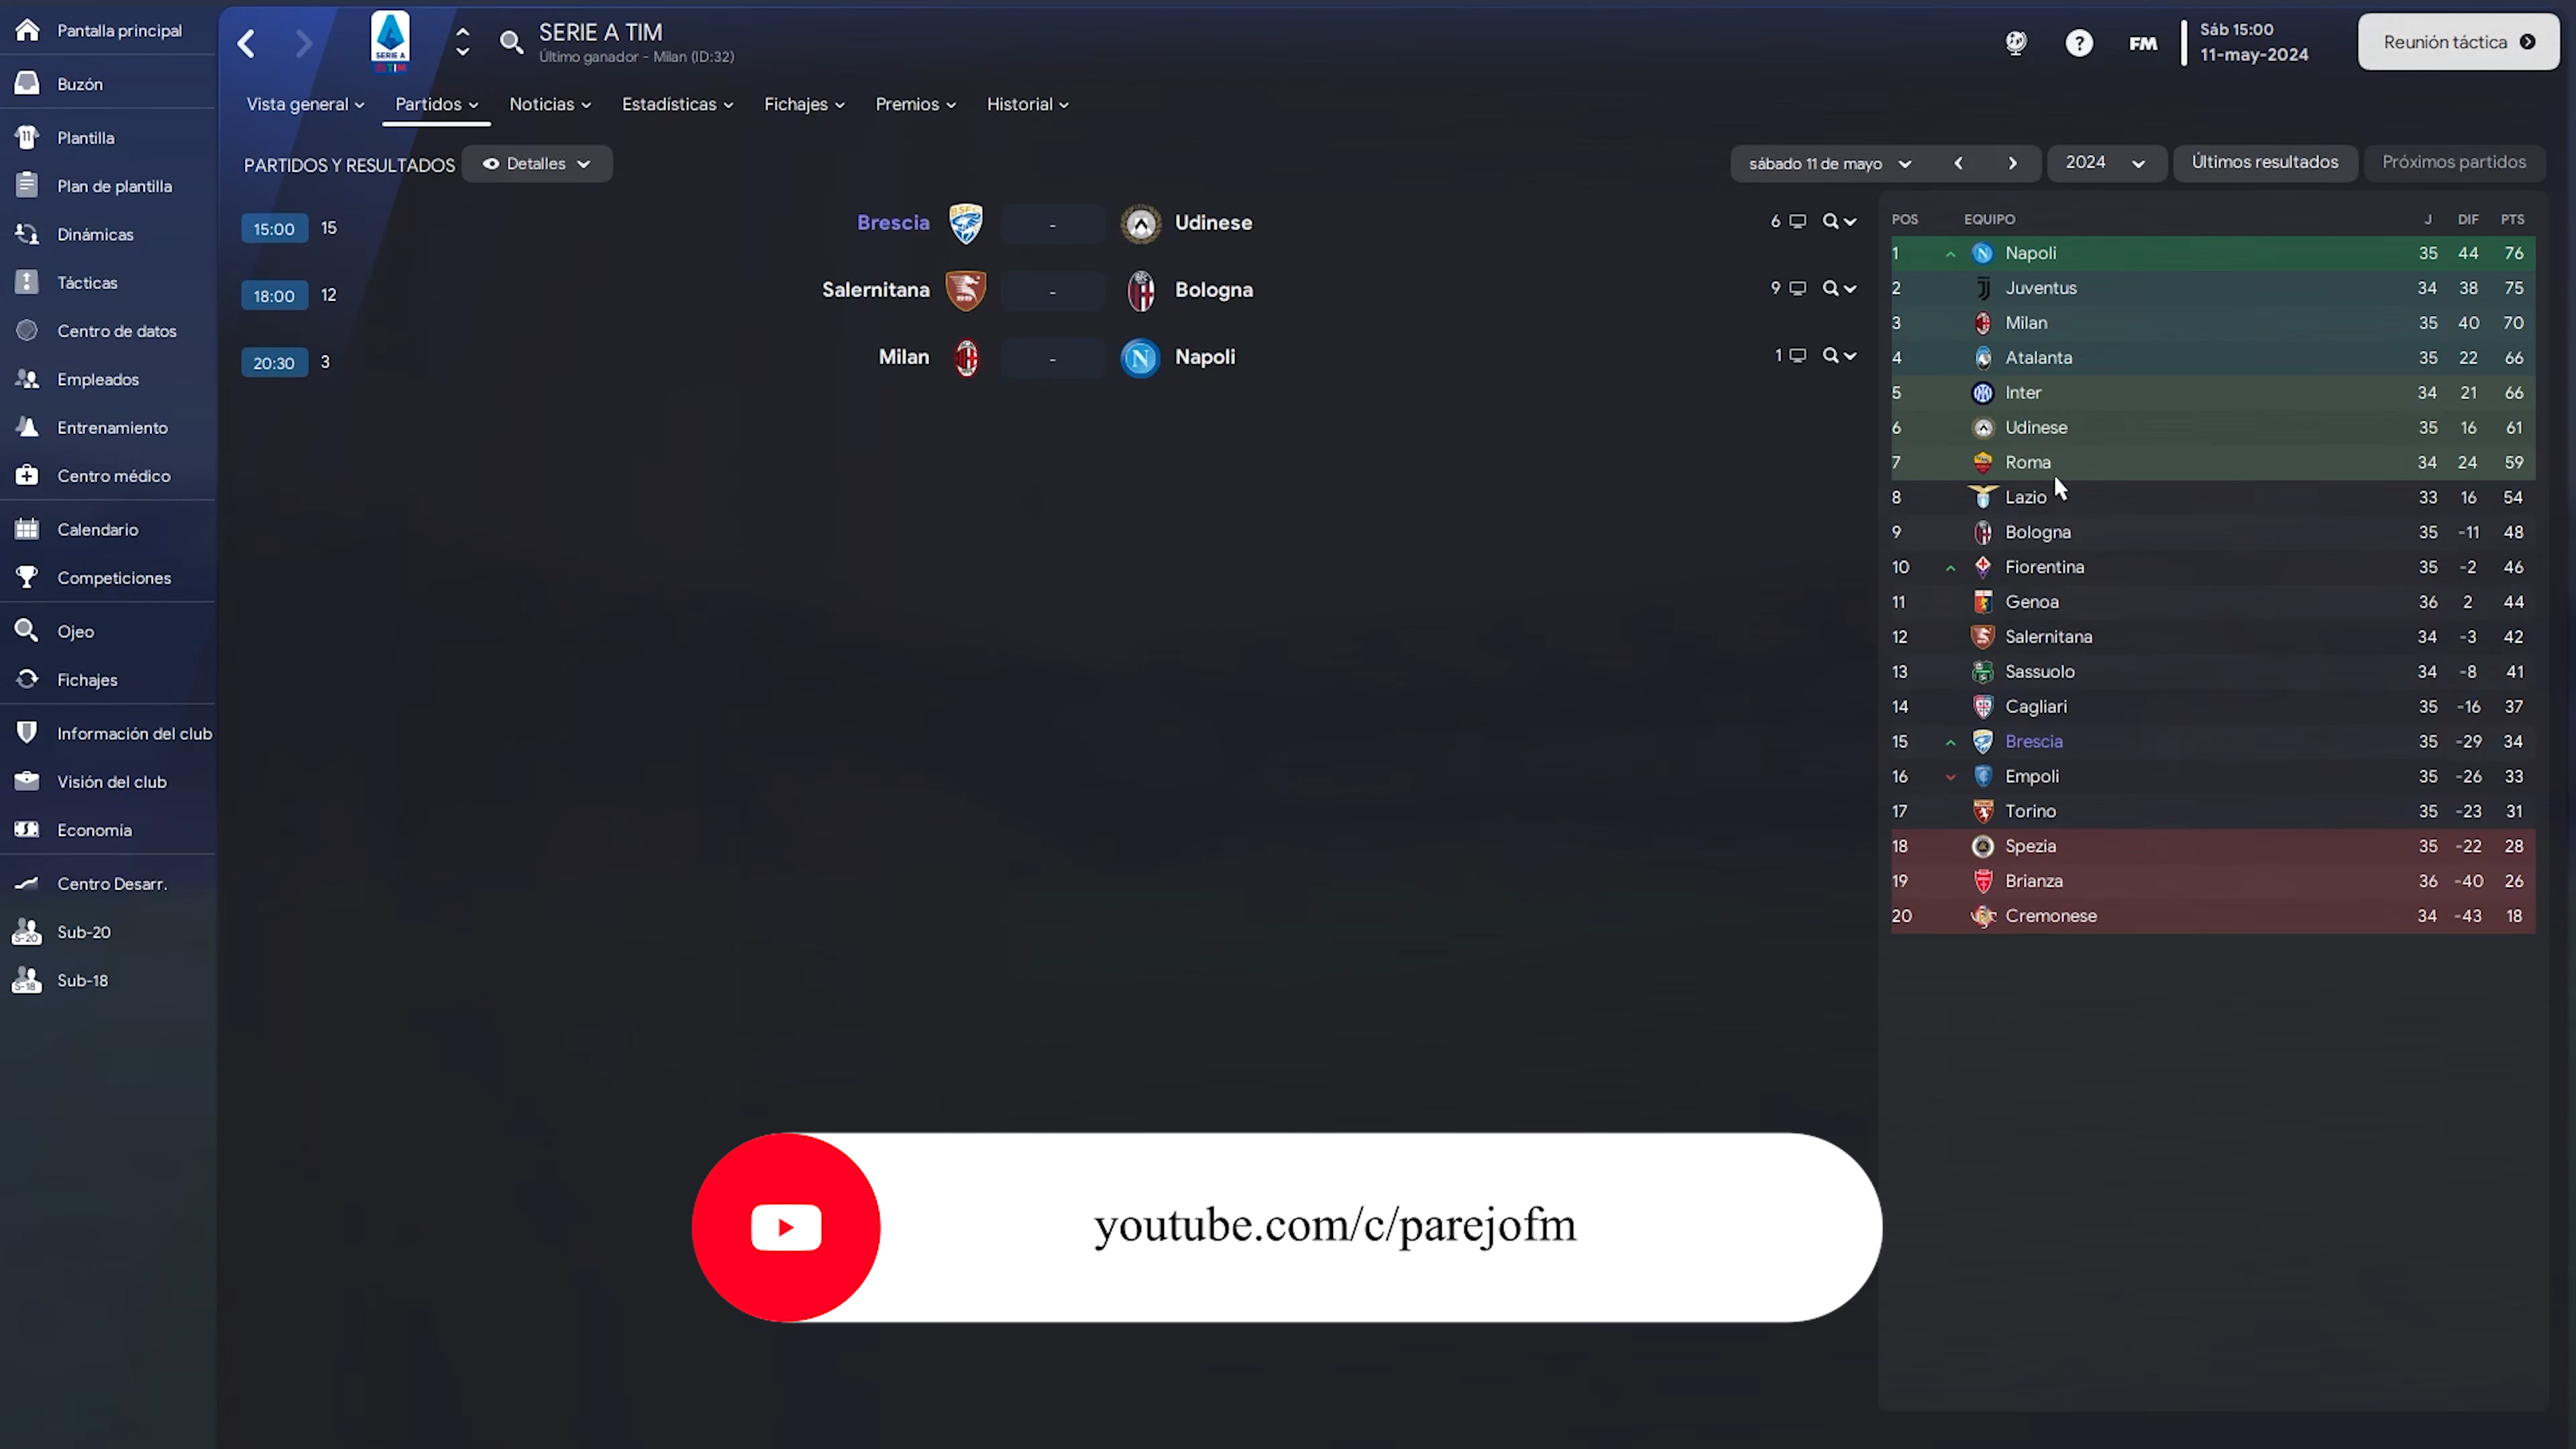 Pantalla principal
Buzón
Plantilla
Plan de plantilla
Dinámicas
Tácticas
Centro de datos
Empleados
Entrenamiento
Centro médico
Calendario
Competiciones
Ojeo
Fichajes
Información del club
Visión del club
Economía
Centro Desarr.
S-20 Sub-20
S-18 Sub-18
SERIE A
TIM
SERIE A TIM
Último ganador - Milan (ID:32)
FM
Sáb 15:00
11-may-2024
Reunión táctica
Vista general Partidos Noticias Estadísticas Fichajes Premios Historial
PARTIDOS Y RESULTADOS Detalles
sábado 11 de mayo 2024 Últimos resultados Próximos partidos
15:00 15 Brescia - Udinese 6
18:00 12 Salernitana - Bologna 9
20:30 3 Milan - Napoli 1
POS EQUIPO J DIF PTS
1 Napoli 35 44 76
2 Juventus 34 38 75
3 Milan 35 40 70
4 Atalanta 35 22 66
5 Inter 34 21 66
6 Udinese 35 16 61
7 Roma 34 24 59
8 Lazio 33 16 54
9 Bologna 35 -11 48
10 Fiorentina 35 -2 46
11 Genoa 36 2 44
12 Salernitana 34 -3 42
13 Sassuolo 34 -8 41
14 Cagliari 35 -16 37
15 Brescia 35 -29 34
16 Empoli 35 -26 33
17 Torino 35 -23 31
18 Spezia 35 -22 28
19 Brianza 36 -40 26
20 Cremonese 34 -43 18
youtube.com/c/parejofm